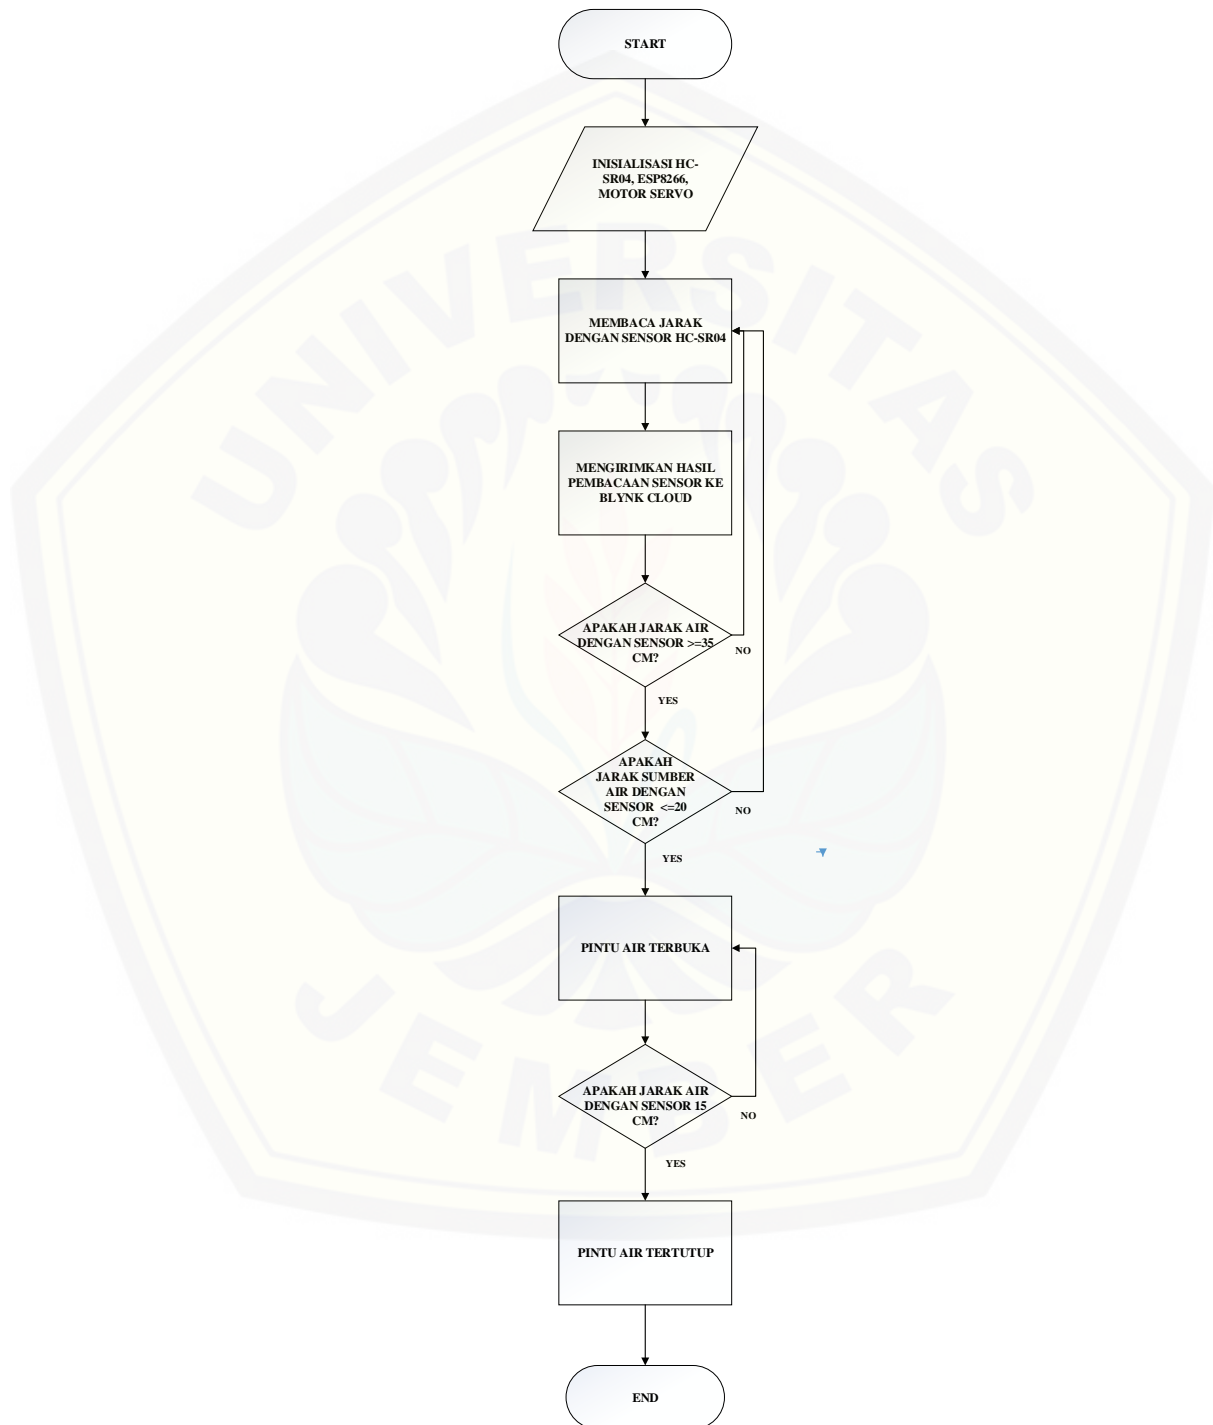 START
INISIALISASI HC-
SR04, ESP8266,
MOTOR SERVO
MEMBACA JARAK
DENGAN SENSOR HC-SR04
MENGIRIMKAN HASIL
PEMBACAAN SENSOR KE
BLYNK CLOUD
APAKAH JARAK AIR
DENGAN SENSOR >=35
CM?
NO
YES
APAKAH
JARAK SUMBER
AIR DENGAN
SENSOR <=20
CM?
NO
YES
PINTU AIR TERBUKA
APAKAH JARAK AIR
DENGAN SENSOR 15
CM?
NO
YES
PINTU AIR TERTUTUP
END
UNIVERSITAS
JEMBER